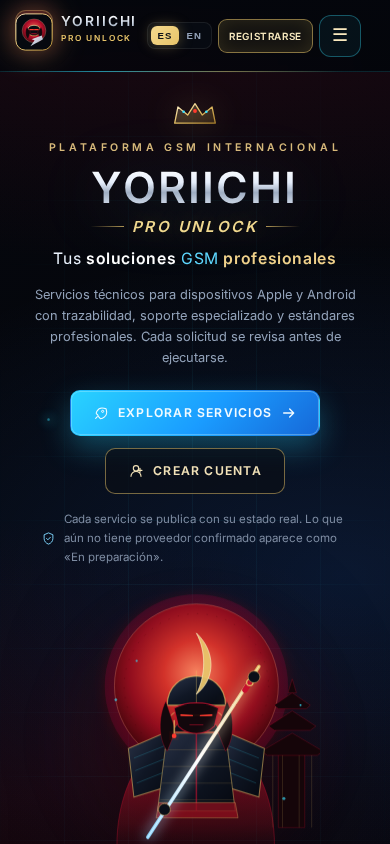 YORIICHI
PRO UNLOCK
ES EN
REGISTRARSE
PLATAFORMA GSM INTERNACIONAL
YORIICHI
PRO UNLOCK
Tus soluciones GSM profesionales
Servicios técnicos para dispositivos Apple y Android
con trazabilidad, soporte especializado y estándares
profesionales. Cada solicitud se revisa antes de
ejecutarse.
EXPLORAR SERVICIOS →
CREAR CUENTA
Cada servicio se publica con su estado real. Lo que
aún no tiene proveedor confirmado aparece como
«En preparación».